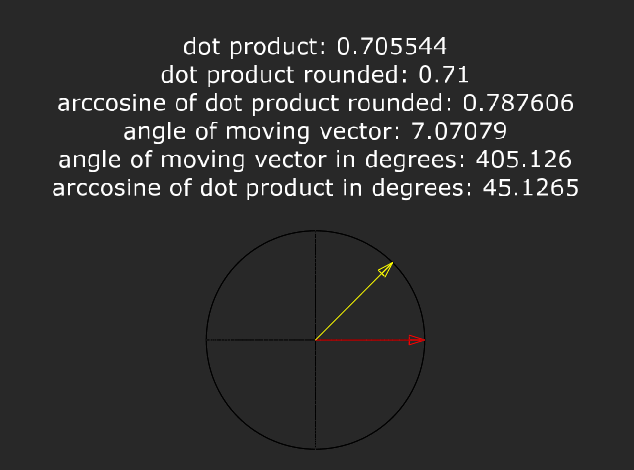 dot product: 0.705544
dot product rounded: 0.71
arccosine of dot product rounded: 0.787606
angle of moving vector: 7.07079
angle of moving vector in degrees: 405.126
arccosine of dot product in degrees: 45.1265